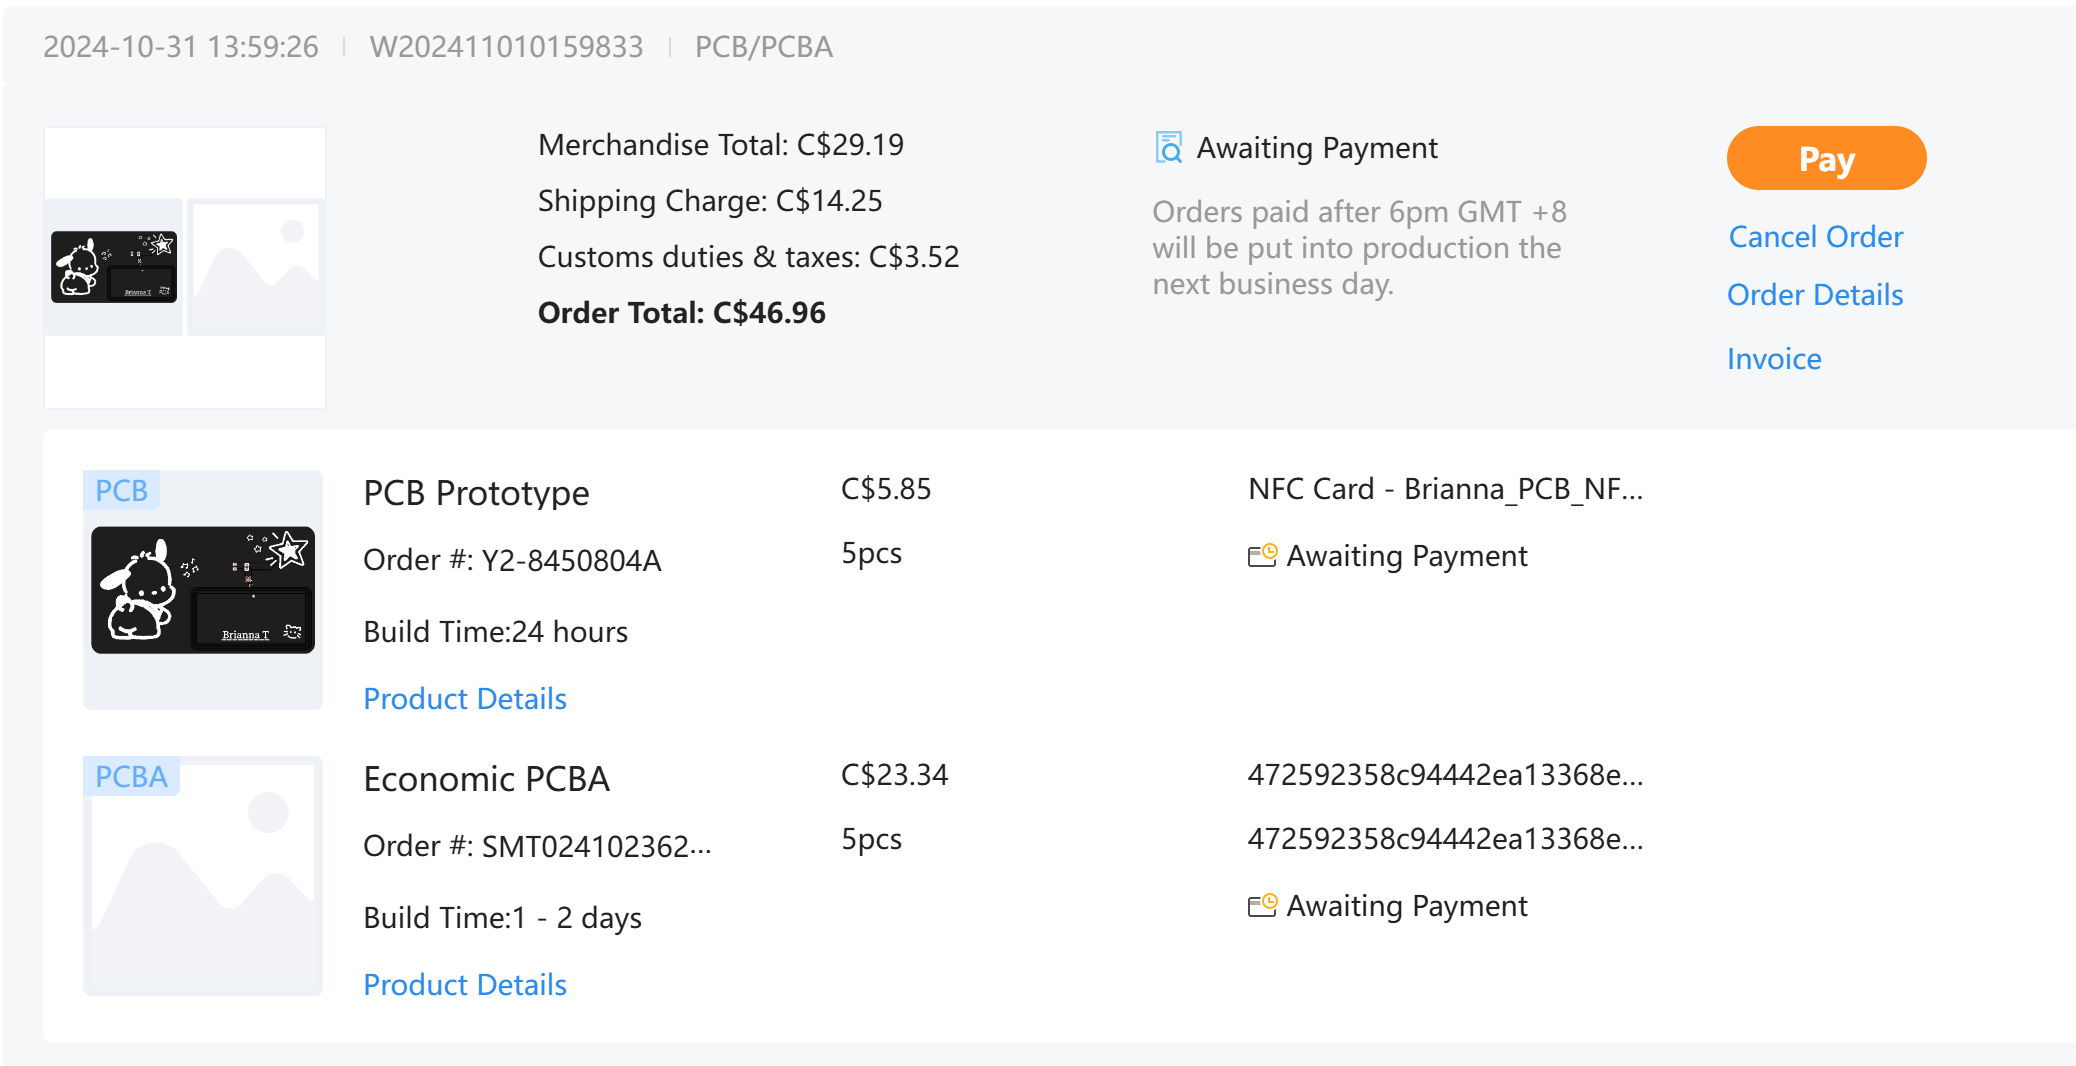 2024-10-31 13:59:26 | W202411010159833 | PCB/PCBA
Merchandise Total: C$29.19
Shipping Charge: C$14.25
Customs duties & taxes: C$3.52
Order Total: C$46.96
Awaiting Payment
Orders paid after 6pm GMT +8
will be put into production the
next business day.
Pay
Cancel Order
Order Details
Invoice
Brianna T
PCB
Brianna T
PCB Prototype
Order #: Y2-8450804A
Build Time:24 hours
Product Details
C$5.85
5pcs
NFC Card - Brianna_PCB_NF...
Awaiting Payment
PCBA
Economic PCBA
Order #: SMT024102362...
Build Time:1 - 2 days
Product Details
C$23.34
5pcs
472592358c94442ea13368e...
472592358c94442ea13368e...
Awaiting Payment